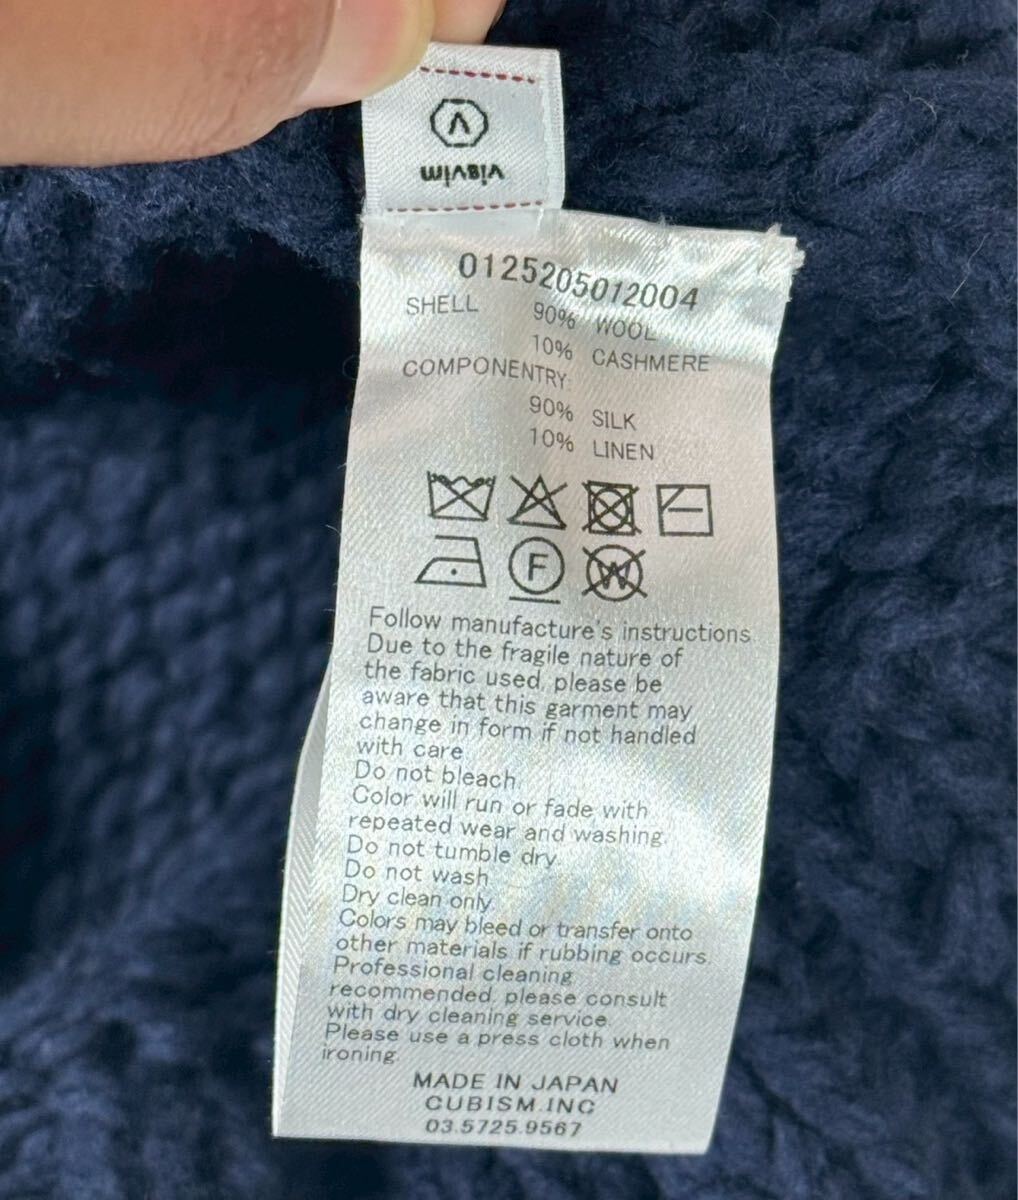 visvim
0125205012004
SHELL 90% WOOL
10% CASHMERE
COMPONENTRY:
90% SILK
10% LINEN
F
W
Follow manufacture's instructions
Due to the fragile nature of
the fabric used, please be
aware that this garment may
change in form if not handled
with care
Do not bleach.
Color will run or fade with
repeated wear and washing.
Do not tumble dry.
Do not wash
Dry clean only.
Colors may bleed or transfer onto
other materials if rubbing occurs.
Professional cleaning
recommended, please consult
with dry cleaning service.
Please use a press cloth when
ironing.
MADE IN JAPAN
CUBISM.INC
03.5725.9567